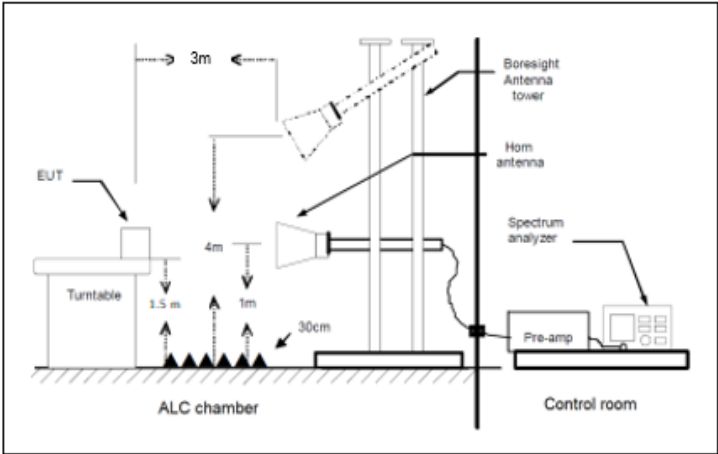 3m
Boresight
Antenna
tower
Horn
antenna
EUT
Spectrum
analyzer
4m
Turntable
1.5 m
1m
30cm
Pre-amp
ALC chamber
Control room